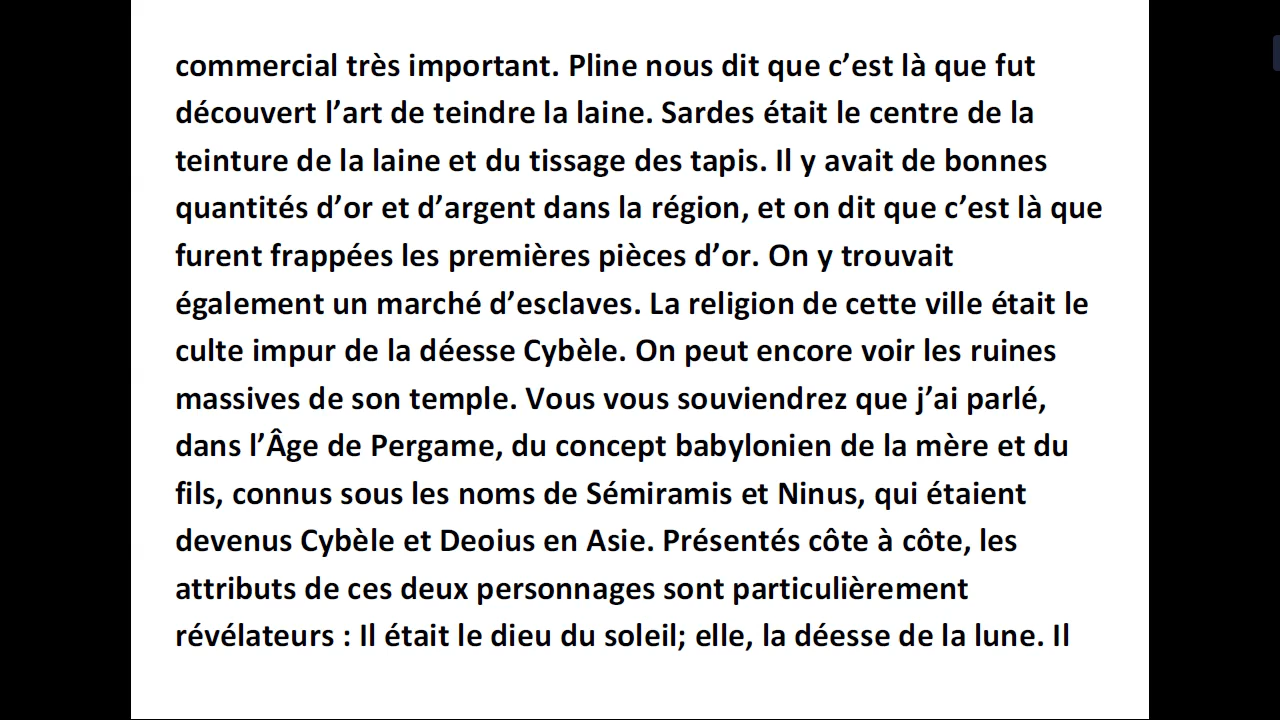 commercial très important. Pline nous dit que c’est là que fut
découvert l’art de teindre la laine. Sardes était le centre de la
teinture de la laine et du tissage des tapis. Il y avait de bonnes
quantités d’or et d’argent dans la région, et on dit que c’est là que
furent frappées les premières pièces d’or. On y trouvait
également un marché d’esclaves. La religion de cette ville était le
culte impur de la déesse Cybèle. On peut encore voir les ruines
massives de son temple. Vous vous souviendrez que j’ai parlé,
dans l’Âge de Pergame, du concept babylonien de la mère et du
fils, connus sous les noms de Sémiramis et Ninus, qui étaient
devenus Cybèle et Deoius en Asie. Présentés côte à côte, les
attributs de ces deux personnages sont particulièrement
révélateurs : Il était le dieu du soleil; elle, la déesse de la lune. Il